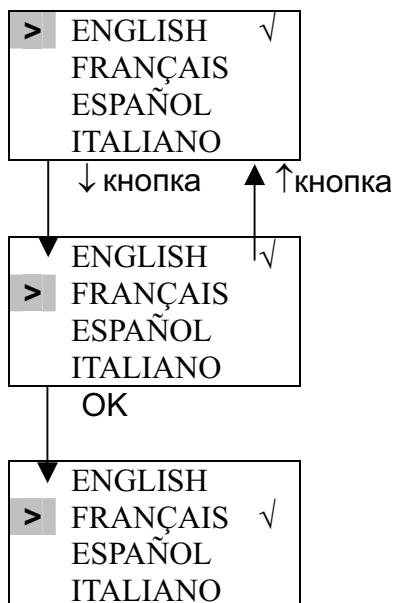 > ENGLISH √
FRANÇAIS
ESPAÑOL
ITALIANO
↓ кнопка ↑ кнопка
ENGLISH √
> FRANÇAIS
ESPAÑOL
ITALIANO
OK
ENGLISH
> FRANÇAIS √
ESPAÑOL
ITALIANO